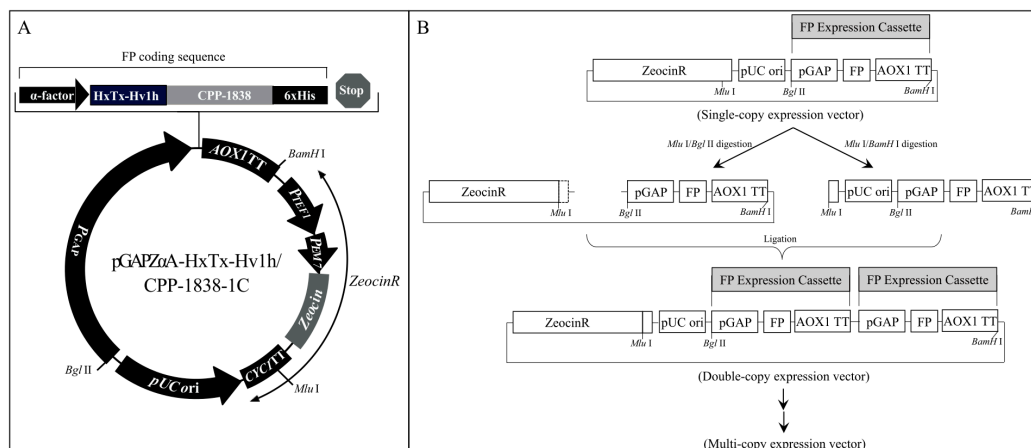 A
FP coding sequence
α-factor HxTx-Hv1h CPP-1838 6xHis Stop
AOX1TT
BamH I
PTEF1
PEM7
Zeocin
ZeocinR
CYC1TT
Mlu I
pUC ori
Bgl II
PGAP
pGAPZαA-HxTx-Hv1h/
CPP-1838-1C
B
FP Expression Cassette
ZeocinR pUC ori pGAP FP AOX1 TT
Mlu I Bgl II BamH I
(Single-copy expression vector)
Mlu I/Bgl II digestion Mlu I/BamH I digestion
ZeocinR pGAP FP AOX1 TT pUC ori pGAP FP AOX1 T
Mlu I Bgl II BamH I Mlu I Bgl II BamH
Ligation
FP Expression Cassette FP Expression Cassette
ZeocinR pUC ori pGAP FP AOX1 TT pGAP FP AOX1 TT
Mlu I Bgl II BamH I
(Double-copy expression vector)
(Multi-copy expression vector)